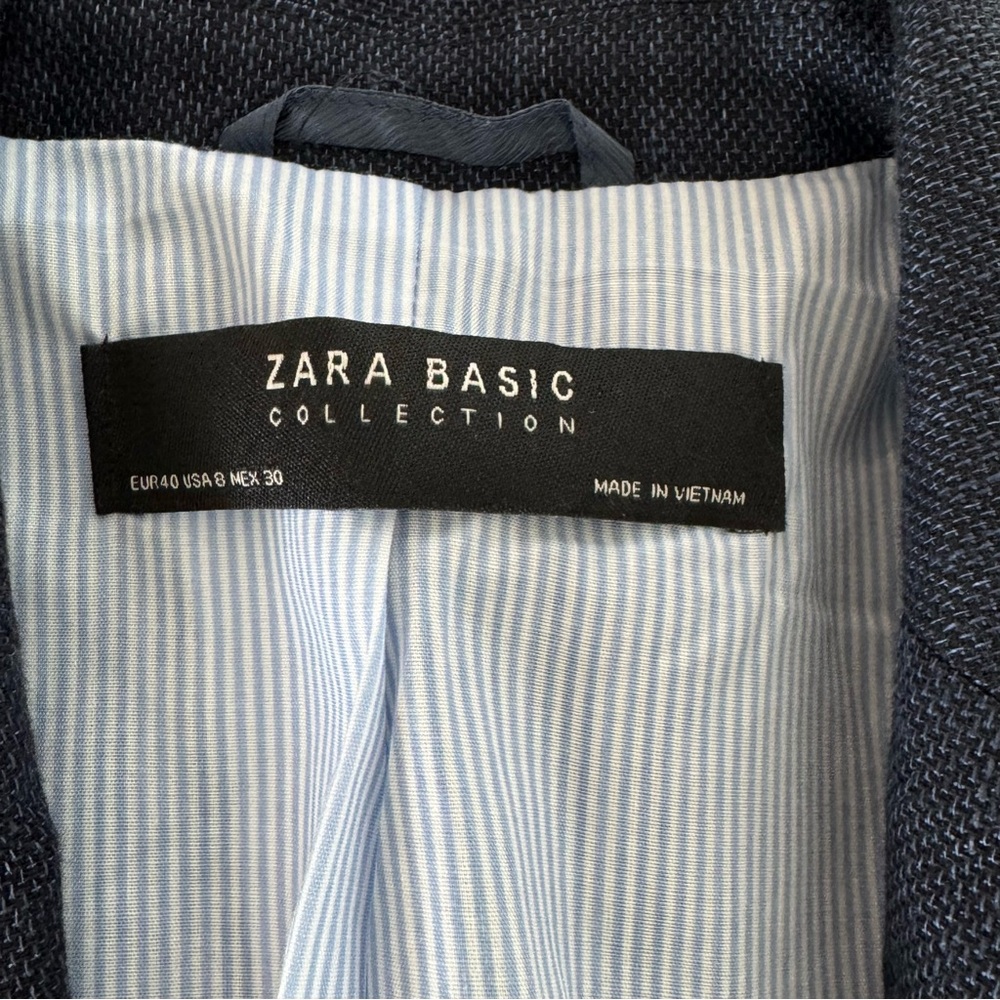 ZARA BASIC
COLLECTION
EUR40 USA 8 MEX 30
MADE IN VIETNAM